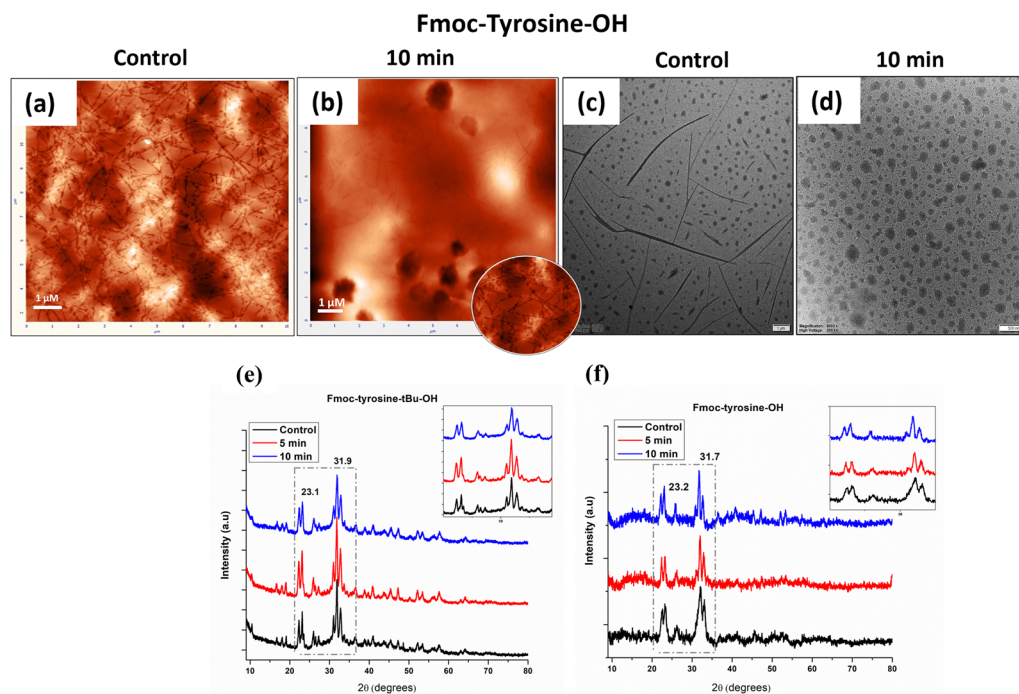 Fmoc-Tyrosine-OH
Control
10 min
Control
10 min
(a)
(b)
(c)
(d)
1 µM
1 µM
(e)
(f)
Fmoc-tyrosine-tBu-OH
Control
5 min
10 min
31.9
23.1
Intensity (a.u)
10 20 30 40 50 60 70 80
2θ (degrees)
Fmoc-tyrosine-OH
Control
5 min
10 min
31.7
23.2
Intensity (a.u)
10 20 30 40 50 60 70 80
2θ (degrees)